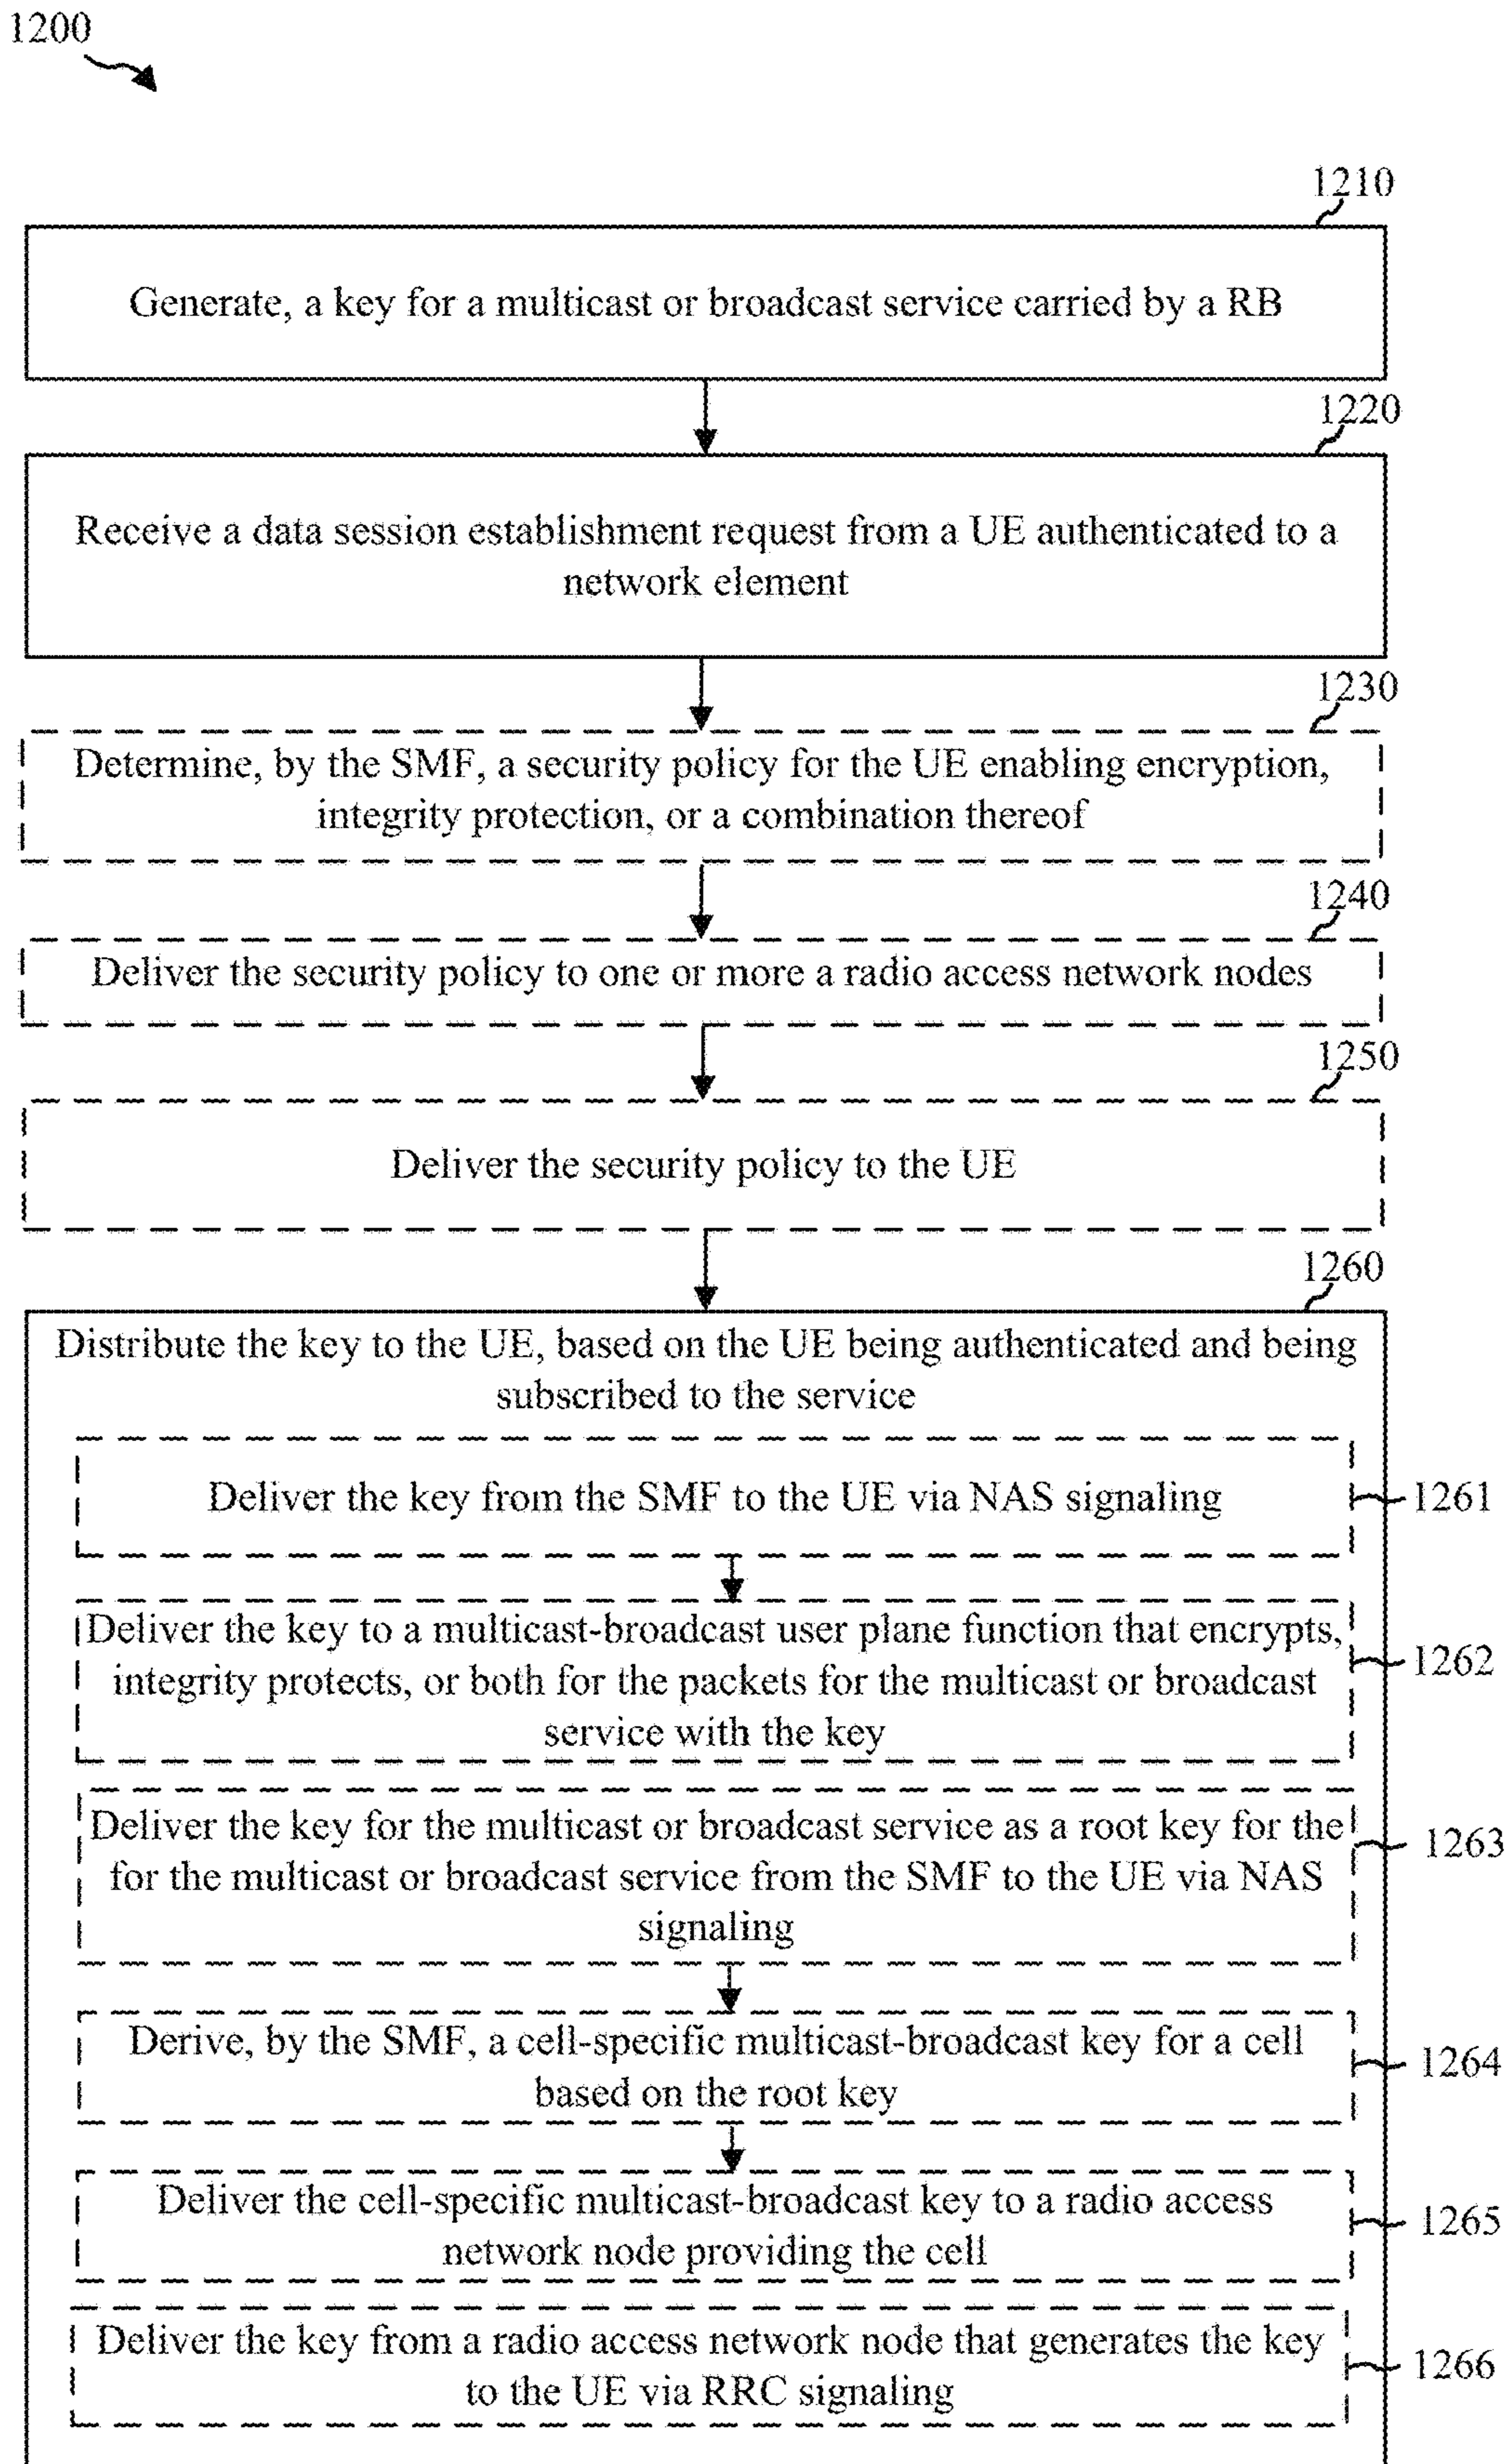 1200
1210
Generate, a key for a multicast or broadcast service carried by a RB
1220
Receive a data session establishment request from a UE authenticated to a
network element
1230
Determine, by the SMF, a security policy for the UE enabling encryption,
integrity protection, or a combination thereof
1240
Deliver the security policy to one or more a radio access network nodes
1250
Deliver the security policy to the UE
1260
Distribute the key to the UE, based on the UE being authenticated and being
subscribed to the service
Deliver the key from the SMF to the UE via NAS signaling
1261
Deliver the key to a multicast-broadcast user plane function that encrypts,
integrity protects, or both for the packets for the multicast or broadcast
service with the key
1262
Deliver the key for the multicast or broadcast service as a root key for the
for the multicast or broadcast service from the SMF to the UE via NAS
signaling
1263
Derive, by the SMF, a cell-specific multicast-broadcast key for a cell
based on the root key
1264
Deliver the cell-specific multicast-broadcast key to a radio access
network node providing the cell
1265
Deliver the key from a radio access network node that generates the key
to the UE via RRC signaling
1266